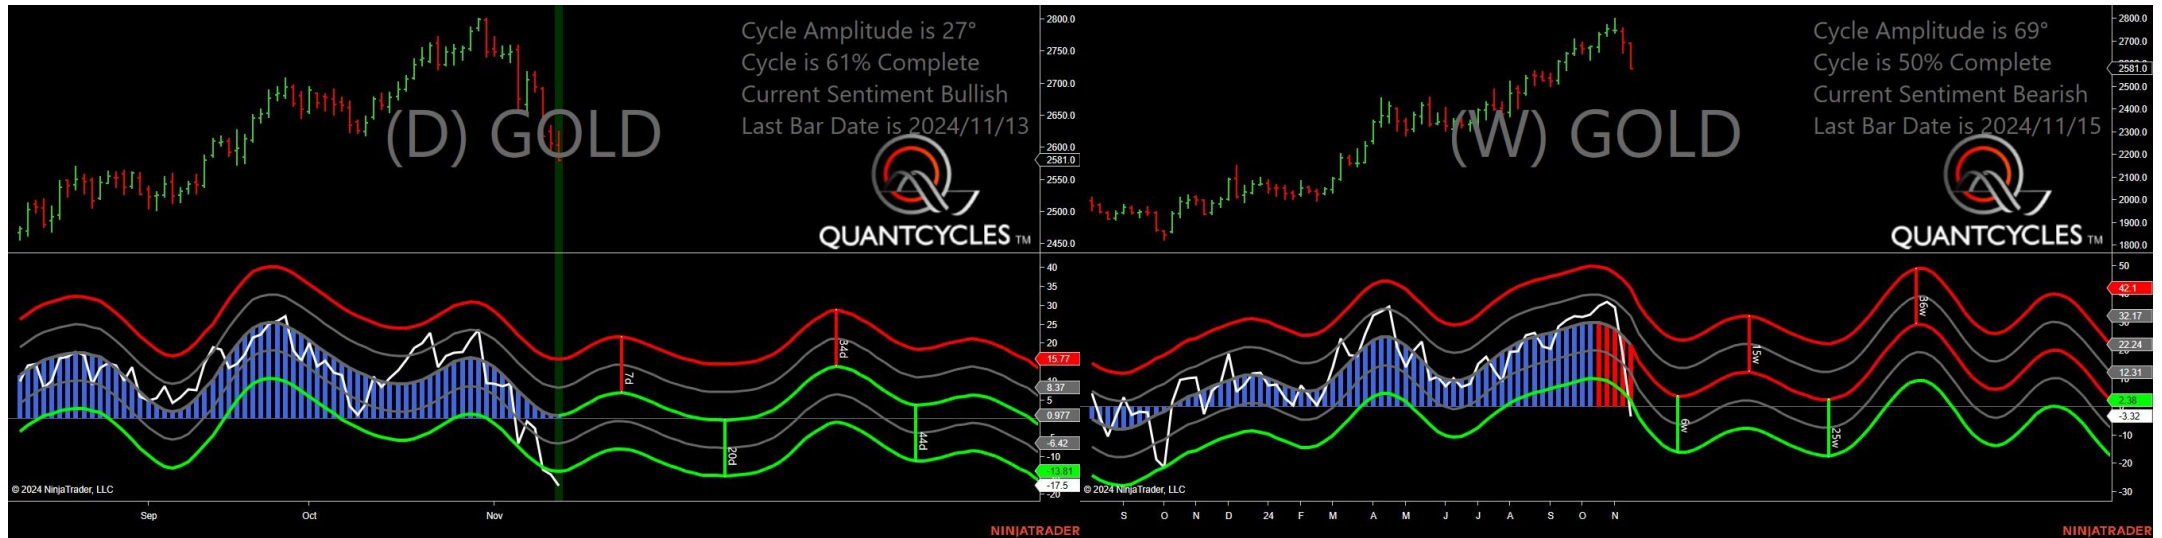 Cycle Amplitude is 27°
Cycle is 61% Complete
Current Sentiment Bullish
Last Bar Date is 2024/11/13
(D) GOLD
QUANTCYCLES TM
2800.0
2750.0
2700.0
2650.0
2600.0
2581.0
2550.0
2500.0
2450.0
40
35
30
25
20
15.77
8.37
5
0.977
-6.42
-10
-13.81
-17.5
-20
7d
20d
34d
44d
© 2024 NinjaTrader, LLC
Sep Oct Nov
NINJATRADER
Cycle Amplitude is 69°
Cycle is 50% Complete
Current Sentiment Bearish
Last Bar Date is 2024/11/15
(W) GOLD
QUANTCYCLES TM
2800.0
2700.0
2581.0
2500.0
2400.0
2300.0
2200.0
2100.0
2000.0
1900.0
1800.0
50
42.1
32.17
22.24
12.31
2.38
-3.32
-10
-20
-30
6w
15w
25w
36w
© 2024 NinjaTrader, LLC
S O N D 24 F M A M J J A S O N
NINJATRADER